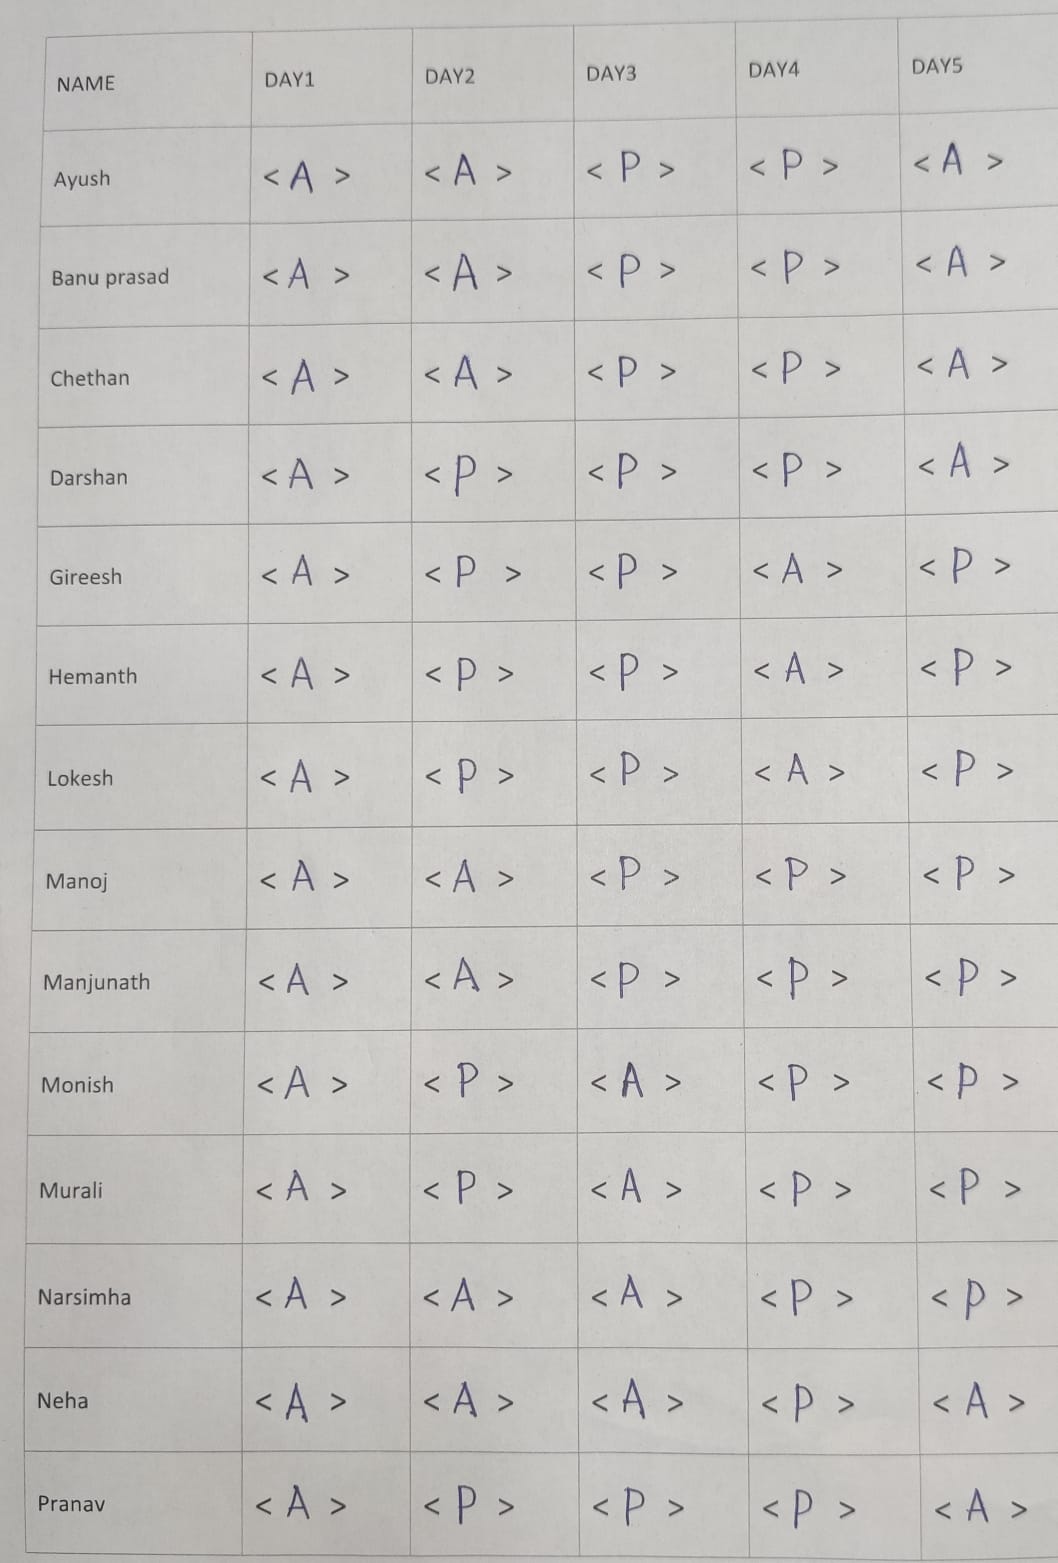 NAME DAY1 DAY2 DAY3 DAY4 DAY5
Ayush < A > < A > < P > < P > < A >
Banu prasad < A > < A > < P > < P > < A >
Chethan < A > < A > < P > < P > < A >
Darshan < A > < P > < P > < P > < A >
Gireesh < A > < P > < P > < A > < P >
Hemanth < A > < P > < P > < A > < P >
Lokesh < A > < P > < P > < A > < P >
Manoj < A > < A > < P > < P > < P >
Manjunath < A > < A > < P > < P > < P >
Monish < A > < P > < A > < P > < P >
Murali < A > < P > < A > < P > < P >
Narsimha < A > < A > < A > < P > < P >
Neha < A > < A > < A > < P > < A >
Pranav < A > < P > < P > < P > < A >